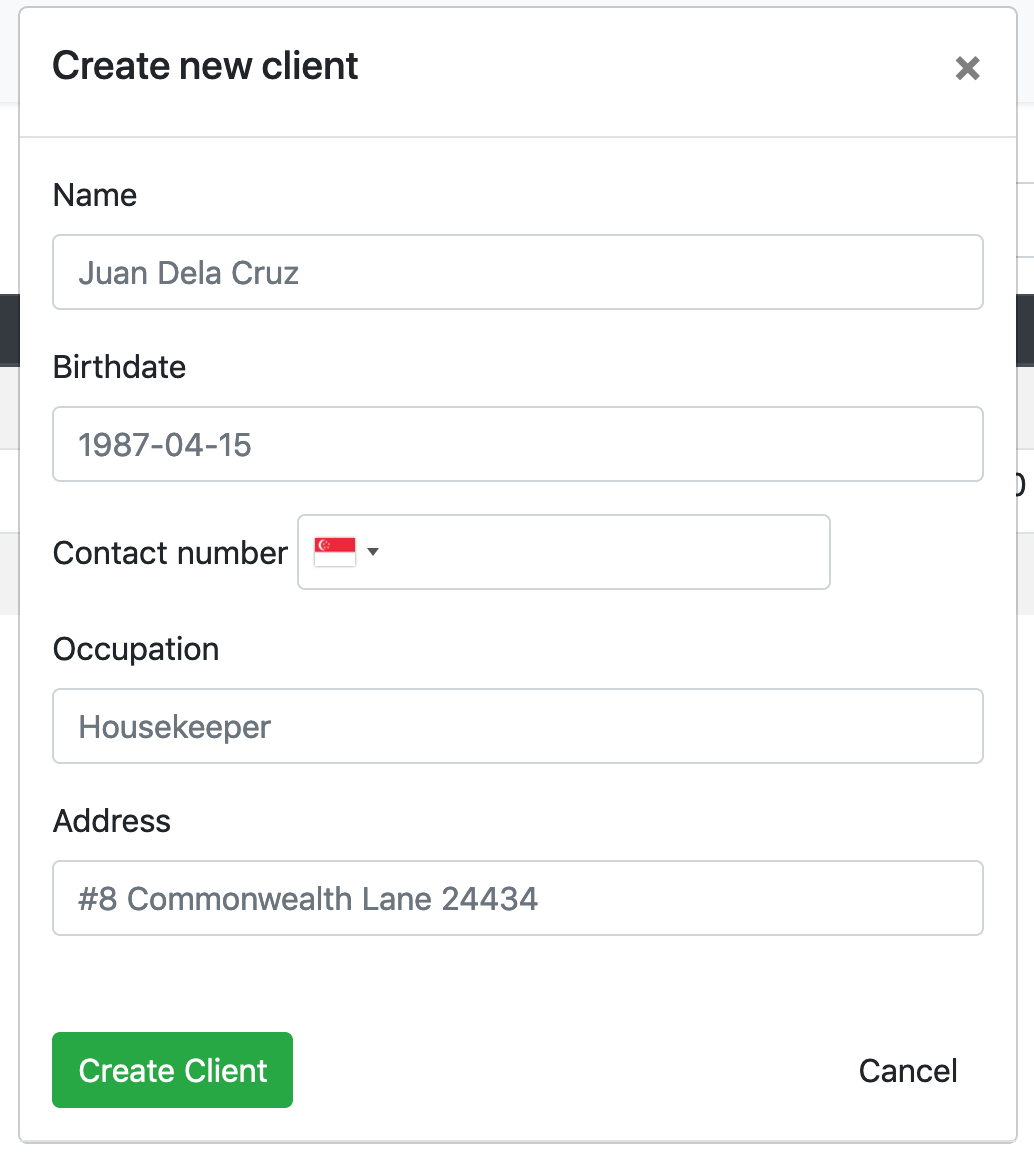 Create new client
×
Name
Juan Dela Cruz
Birthdate
1987-04-15
Contact number
Occupation
Housekeeper
Address
#8 Commonwealth Lane 24434
Create Client
Cancel